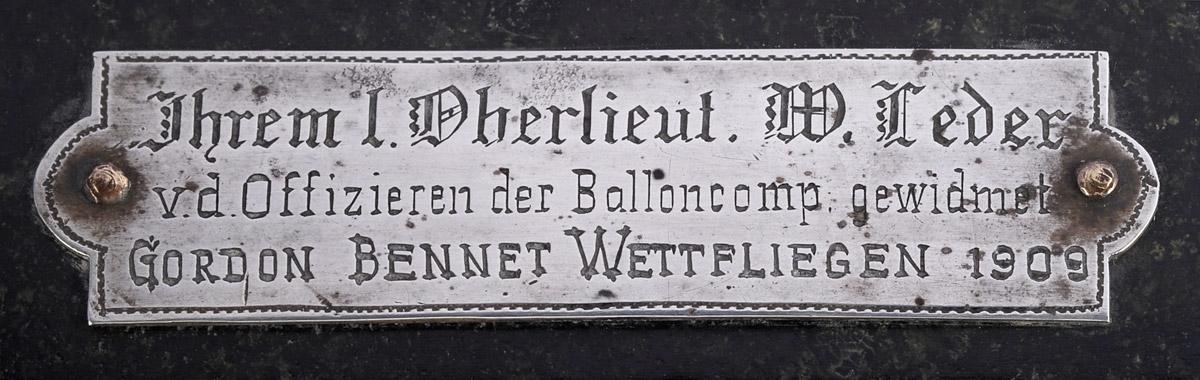 Ihrem l. Oberlieut. W. Leder
v.d. Offizieren der Balloncomp. gewidmet
GORDON BENNET WETTFLIEGEN 1909